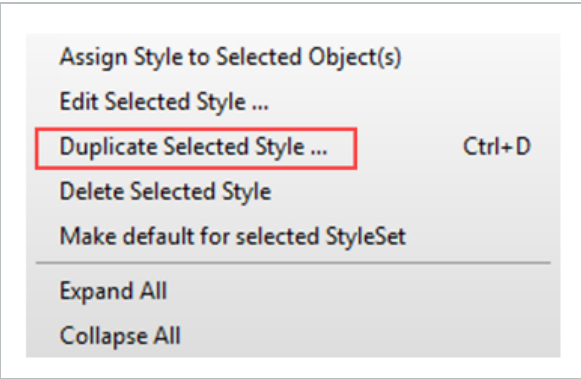 Assign Style to Selected Object(s)
Edit Selected Style ...
Duplicate Selected Style ... Ctrl+D
Delete Selected Style
Make default for selected StyleSet
Expand All
Collapse All